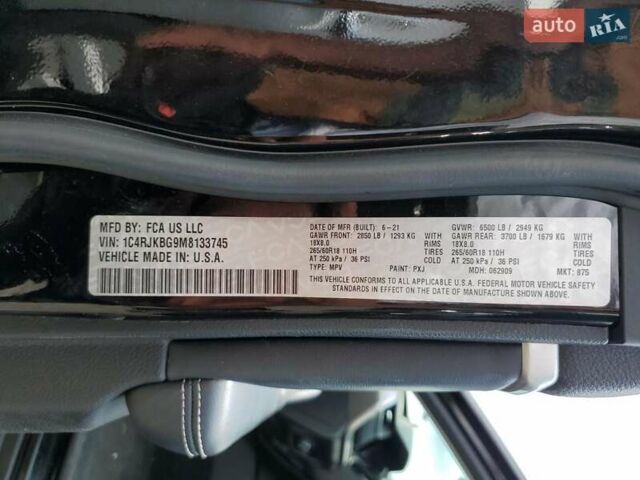 auto RIA.com
MFD BY: FCA US LLC
VIN: 1C4RJKBG9M8133745
VEHICLE MADE IN: U.S.A.
DATE OF MFR (BUILT): 6-21
GAWR FRONT: 2850 LB / 1293 KG WITH
18X8.0 RIMS
265/60R18 110H TIRES
AT 250 kPa / 36 PSI COLD
TYPE: MPV PAINT: PXJ
GVWR: 6500 LB / 2949 KG
GAWR REAR: 3700 LB / 1679 KG WITH
18X8.0 RIMS
265/60R18 110H TIRES
AT 250 kPa / 36 PSI COLD
MDH: 062909 MKT: 875
THIS VEHICLE CONFORMS TO ALL APPLICABLE U.S.A. FEDERAL MOTOR VEHICLE SAFETY
STANDARDS IN EFFECT ON THE DATE OF MANUFACTURE SHOWN ABOVE.